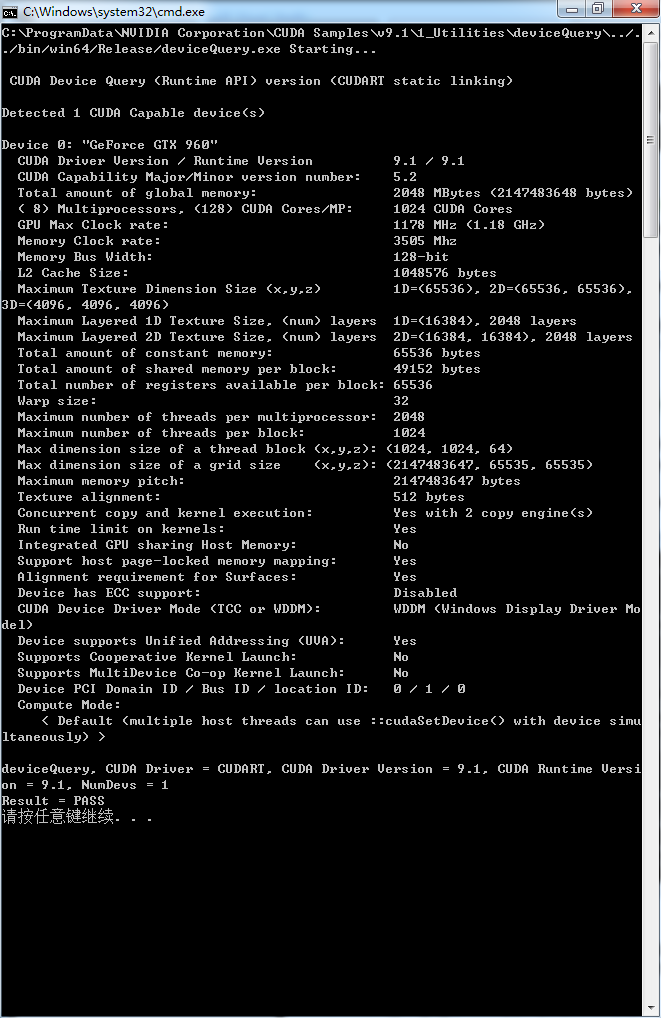 C:\Windows\system32\cmd.exe
C:\ProgramData\NVIDIA Corporation\CUDA Samples\v9.1\1_Utilities\deviceQuery\../.
./bin/win64/Release/deviceQuery.exe Starting...
 CUDA Device Query (Runtime API) version (CUDART static linking)
Detected 1 CUDA Capable device(s)
Device 0: "GeForce GTX 960"
  CUDA Driver Version / Runtime Version          9.1 / 9.1
  CUDA Capability Major/Minor version number:    5.2
  Total amount of global memory:                 2048 MBytes (2147483648 bytes)
  ( 8) Multiprocessors, (128) CUDA Cores/MP:     1024 CUDA Cores
  GPU Max Clock rate:                            1178 MHz (1.18 GHz)
  Memory Clock rate:                             3505 Mhz
  Memory Bus Width:                              128-bit
  L2 Cache Size:                                 1048576 bytes
  Maximum Texture Dimension Size (x,y,z)         1D=(65536), 2D=(65536, 65536),
3D=(4096, 4096, 4096)
  Maximum Layered 1D Texture Size, (num) layers  1D=(16384), 2048 layers
  Maximum Layered 2D Texture Size, (num) layers  2D=(16384, 16384), 2048 layers
  Total amount of constant memory:               65536 bytes
  Total amount of shared memory per block:       49152 bytes
  Total number of registers available per block: 65536
  Warp size:                                     32
  Maximum number of threads per multiprocessor:  2048
  Maximum number of threads per block:           1024
  Max dimension size of a thread block (x,y,z): (1024, 1024, 64)
  Max dimension size of a grid size    (x,y,z): (2147483647, 65535, 65535)
  Maximum memory pitch:                          2147483647 bytes
  Texture alignment:                             512 bytes
  Concurrent copy and kernel execution:          Yes with 2 copy engine(s)
  Run time limit on kernels:                     Yes
  Integrated GPU sharing Host Memory:            No
  Support host page-locked memory mapping:       Yes
  Alignment requirement for Surfaces:            Yes
  Device has ECC support:                        Disabled
  CUDA Device Driver Mode (TCC or WDDM):         WDDM (Windows Display Driver Mo
del)
  Device supports Unified Addressing (UVA):      Yes
  Supports Cooperative Kernel Launch:            No
  Supports MultiDevice Co-op Kernel Launch:      No
  Device PCI Domain ID / Bus ID / location ID:   0 / 1 / 0
  Compute Mode:
     < Default (multiple host threads can use ::cudaSetDevice() with device simu
ltaneously) >
deviceQuery, CUDA Driver = CUDART, CUDA Driver Version = 9.1, CUDA Runtime Versi
on = 9.1, NumDevs = 1
Result = PASS
请按任意键继续. . .